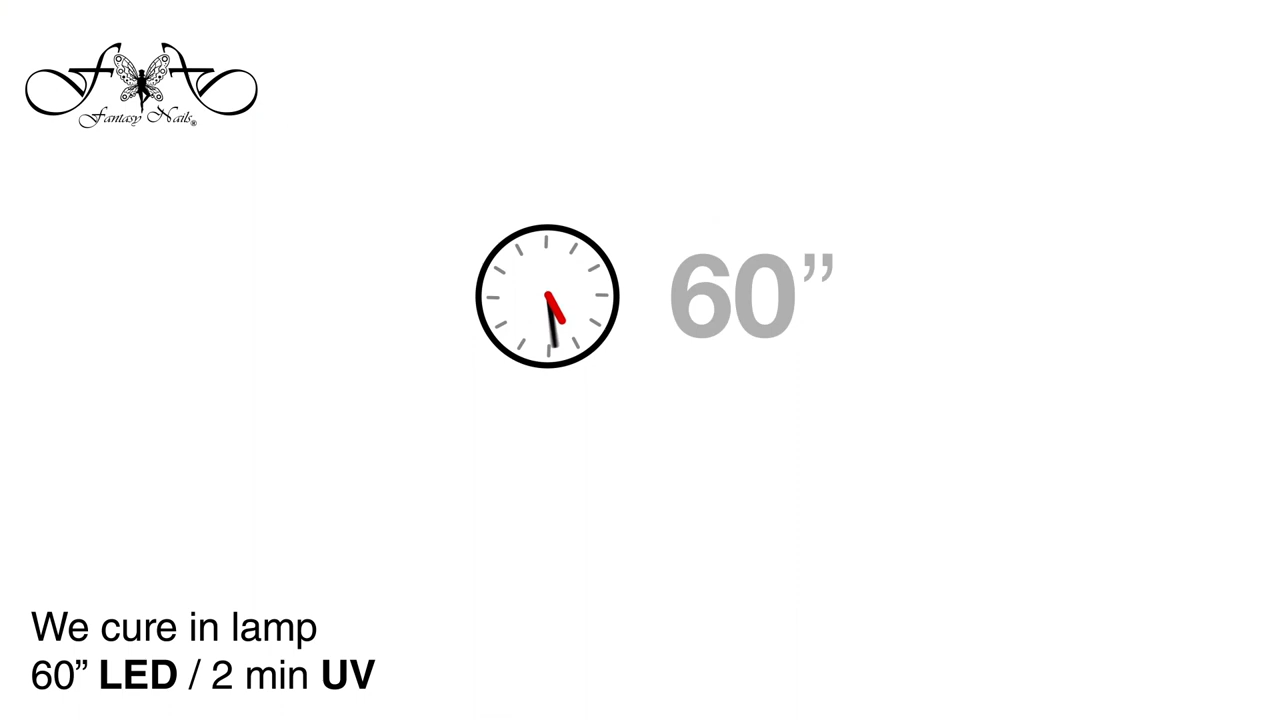 Fantasy Nails®
60”
We cure in lamp
60” LED / 2 min UV